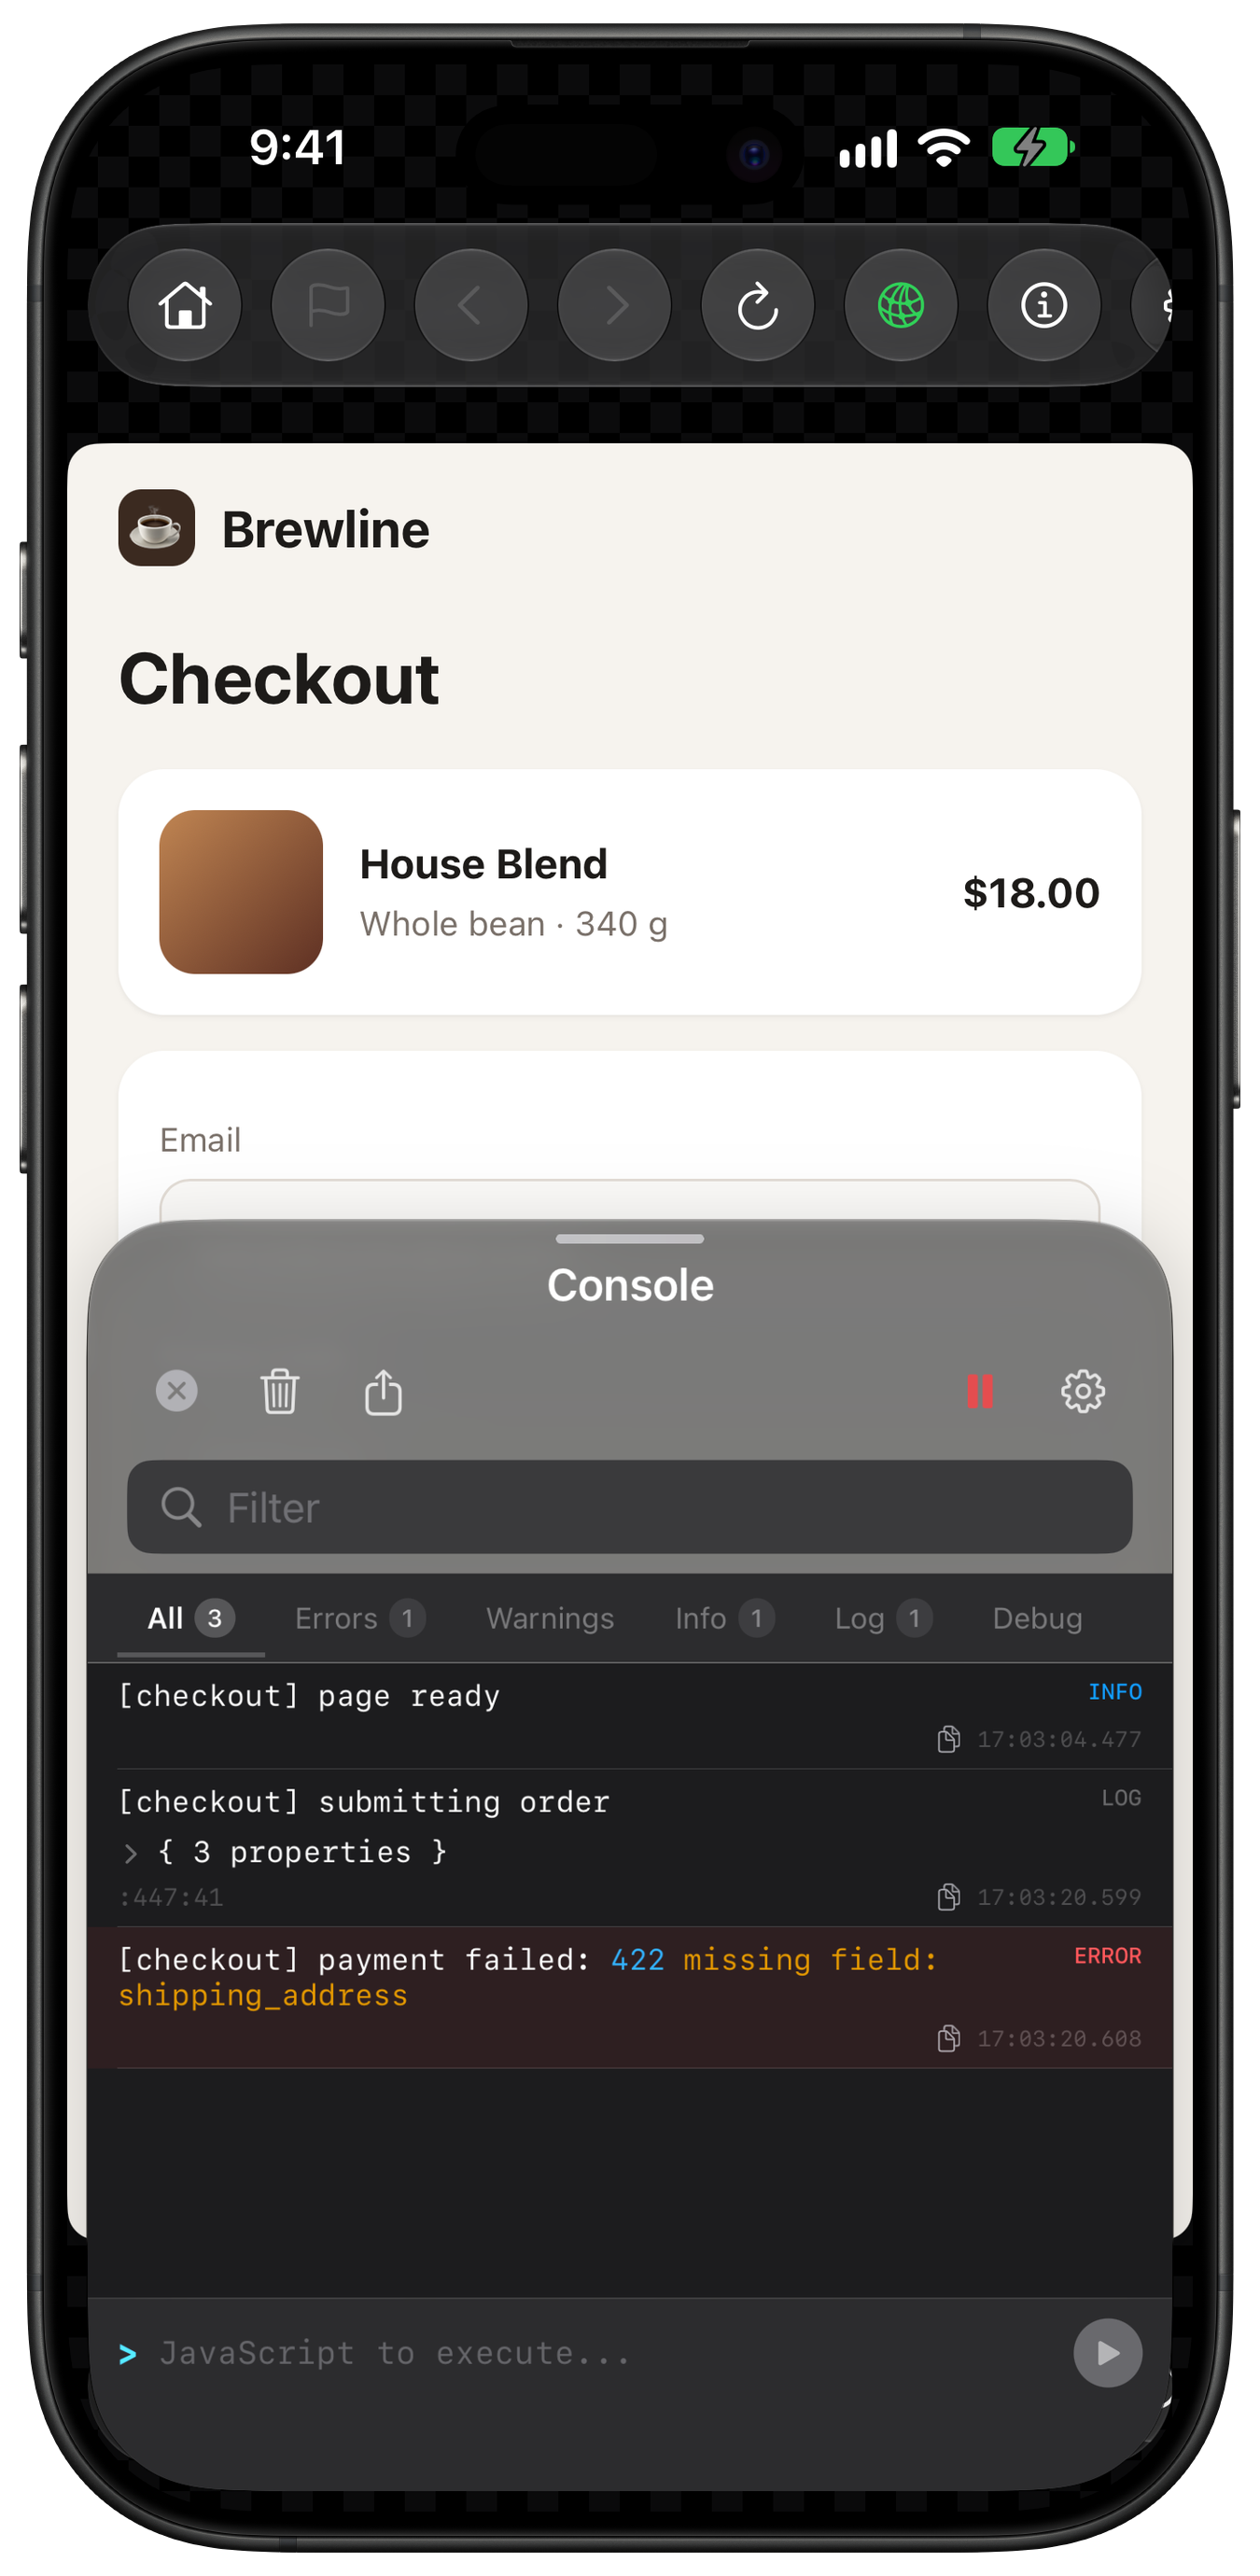 9:41
Brewline
Checkout
House Blend
Whole bean · 340 g
$18.00
Email
Console
Filter
All 3 Errors 1 Warnings Info 1 Log 1 Debug
[checkout] page ready INFO
17:03:04.477
[checkout] submitting order LOG
> { 3 properties }
:447:41 17:03:20.599
[checkout] payment failed: 422 missing field: ERROR
shipping_address
17:03:20.608
> JavaScript to execute...